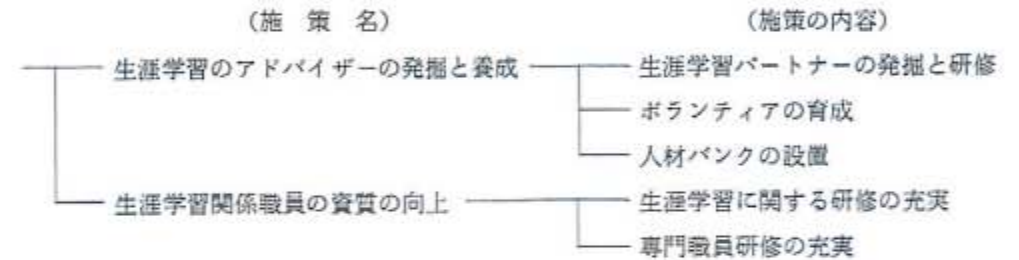 （施　策　名）　（施策の内容）
生涯学習のアドバイザーの発掘と養成　生涯学習パートナーの発掘と研修
ボランティアの育成
人材バンクの設置
生涯学習関係職員の資質の向上　生涯学習に関する研修の充実
専門職員研修の充実